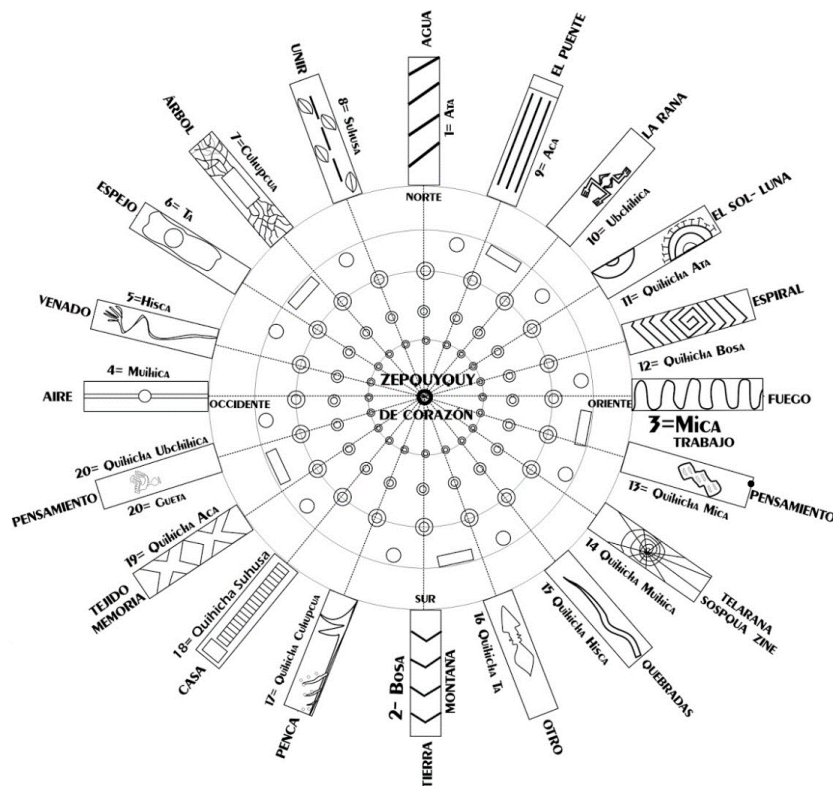 AGUA
1= ATA
NORTE
EL PUENTE
9= ACA
LA RANA
10= UBCHIHICA
EL SOL- LUNA
11= QUIHICHA ATA
ESPIRAL
12= QUIHICHA BOSA
FUEGO
ORIENTE
3=MICA
TRABAJO
PENSAMIENTO
13= QUIHICHA MICA
TELARANA
SOSPQUA ZINE
14 QUIHICHA MUIHICA
QUEBRADAS
15 QUIHICHA HISCA
OTRO
16 QUIHICHA TA
SUR
2- BOSA
MONTAÑA
TIERRA
PENCA
17= QUIHICHA CUHUPCUA
CASA
18= QUIHICHA SUHUSA
TEJIDO
MEMORIA
19= QUIHICHA ACA
PENSAMIENTO
20= QUIHICHA UBCHIHICA
20= GUETA
AIRE
4= MUIHICA
OCCIDENTE
VENADO
5=HISCA
ESPEJO
6= TA
ÁRBOL
7=CUHUPCUA
UNIR
8= SUHUSA
ZEPQUYQUY
DE CORAZÓN